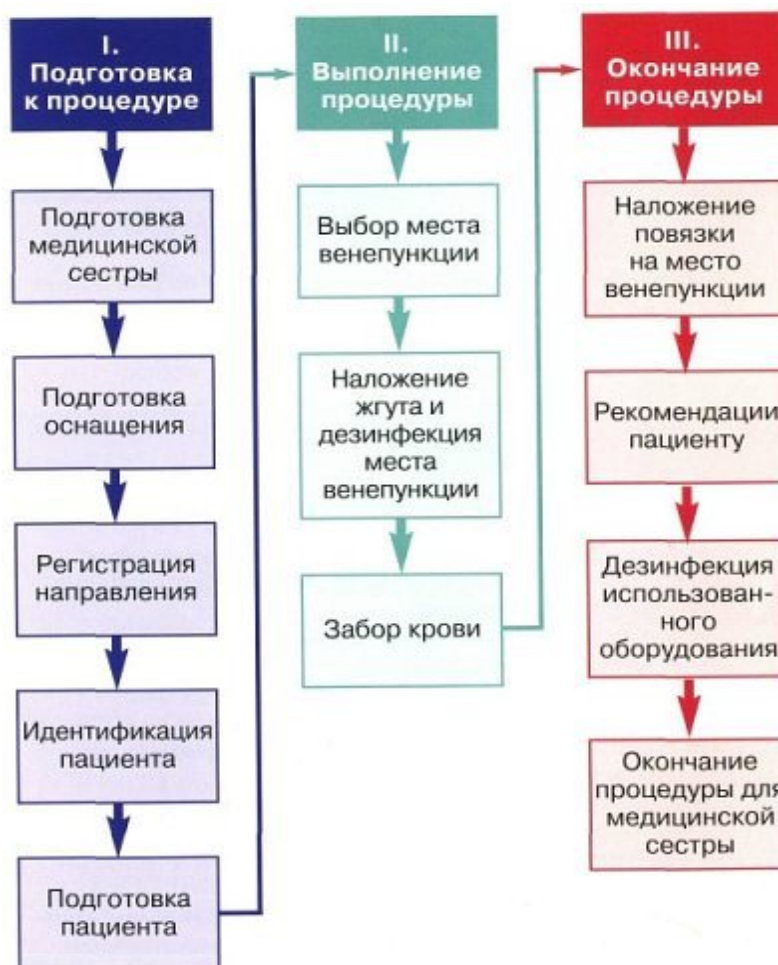 I.
Подготовка
к процедуре
Подготовка
медицинской
сестры
Подготовка
оснащения
Регистрация
направления
Идентификация
пациента
Подготовка
пациента
II.
Выполнение
процедуры
Выбор места
венепункции
Наложение
жгута и
дезинфекция
места
венепункции
Забор крови
III.
Окончание
процедуры
Наложение
повязки
на место
венепункции
Рекомендации
пациенту
Дезинфекция
использован-
ного
оборудования
Окончание
процедуры для
медицинской
сестры